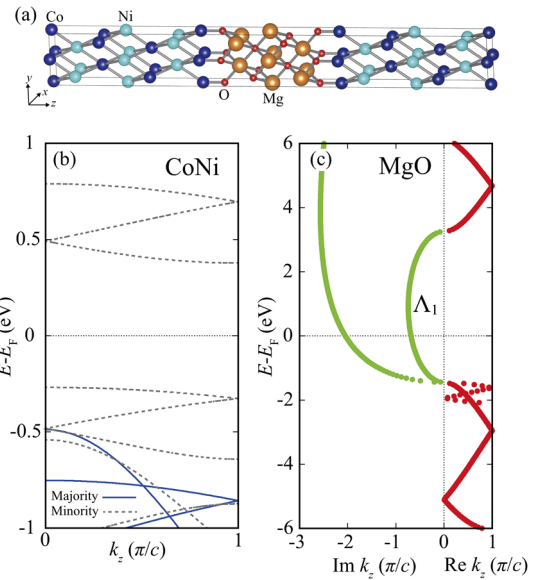 (a)
Co Ni
y
x
z
O Mg
(b) CoNi
1
0.5
0
-0.5
-1
E-E_F (eV)
Majority
Minority
0 1
k_z (π/c)
(c) MgO
6
4
2
0
-2
-4
-6
E-E_F (eV)
Λ₁
-3 -2 -1 0 1
Im k_z (π/c) Re k_z (π/c)